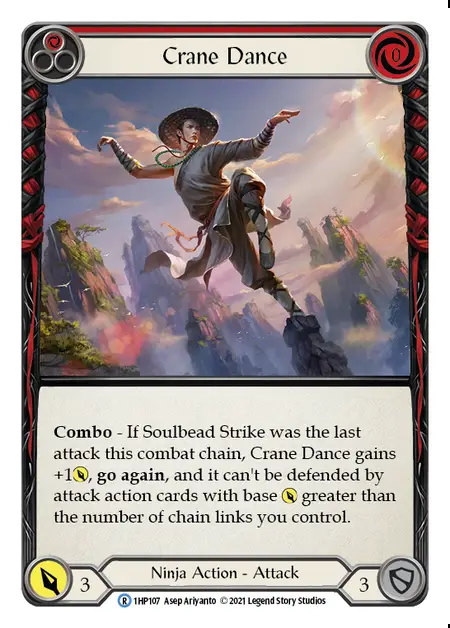 Crane Dance
0
Combo - If Soulbead Strike was the last
attack this combat chain, Crane Dance gains
+1, go again, and it can't be defended by
attack action cards with base greater than
the number of chain links you control.
3
Ninja Action - Attack
3
R 1HP107 Asep Ariyanto © 2021 Legend Story Studios